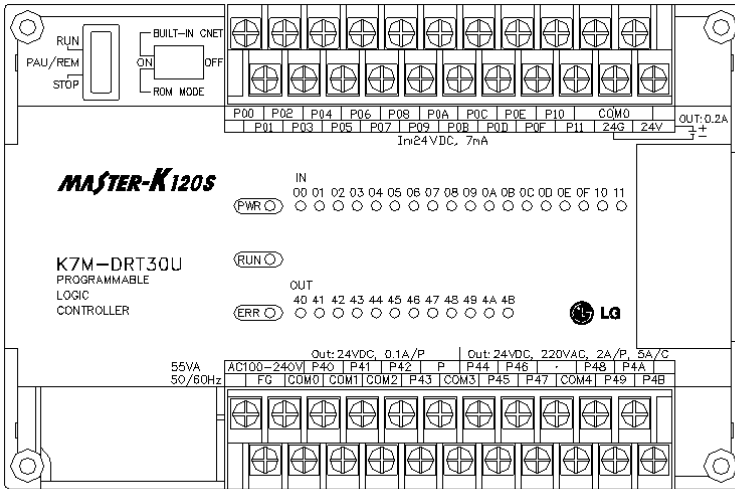 RUN
PAU/REM
STOP
BUILT-IN CNET
ON
OFF
ROM MODE
P00 P02 P04 P06 P08 P0A P0C P0E P10 COM0
P01 P03 P05 P07 P09 P0B P0D P0F P11 24G 24V
OUT: 0.2A
In:24VDC, 7mA
MASTER-K120S
IN
00 01 02 03 04 05 06 07 08 09 0A 0B 0C 0D 0E 0F 10 11
PWR
K7M-DRT30U
PROGRAMMABLE
LOGIC
CONTROLLER
RUN
OUT
40 41 42 43 44 45 46 47 48 49 4A 4B
ERR
LG
Out: 24VDC, 0.1A/P
Out: 24VDC, 220VAC, 2A/P, 5A/C
55VA
50/60Hz
AC100-240V P40 P41 P42 P P44 P46 · P48 P4A
FG COM0 COM1 COM2 P43 COM3 P45 P47 COM4 P49 P4B